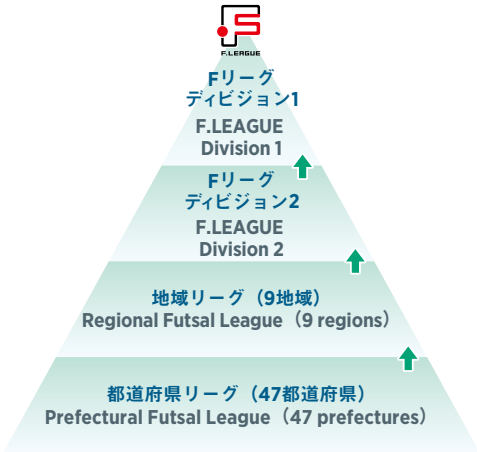 F.LEAGUE
Fリーグ
ディビジョン1
F.LEAGUE
Division 1
Fリーグ
ディビジョン2
F.LEAGUE
Division 2
地域リーグ（9地域）
Regional Futsal League（9 regions）
都道府県リーグ（47都道府県）
Prefectural Futsal League（47 prefectures）